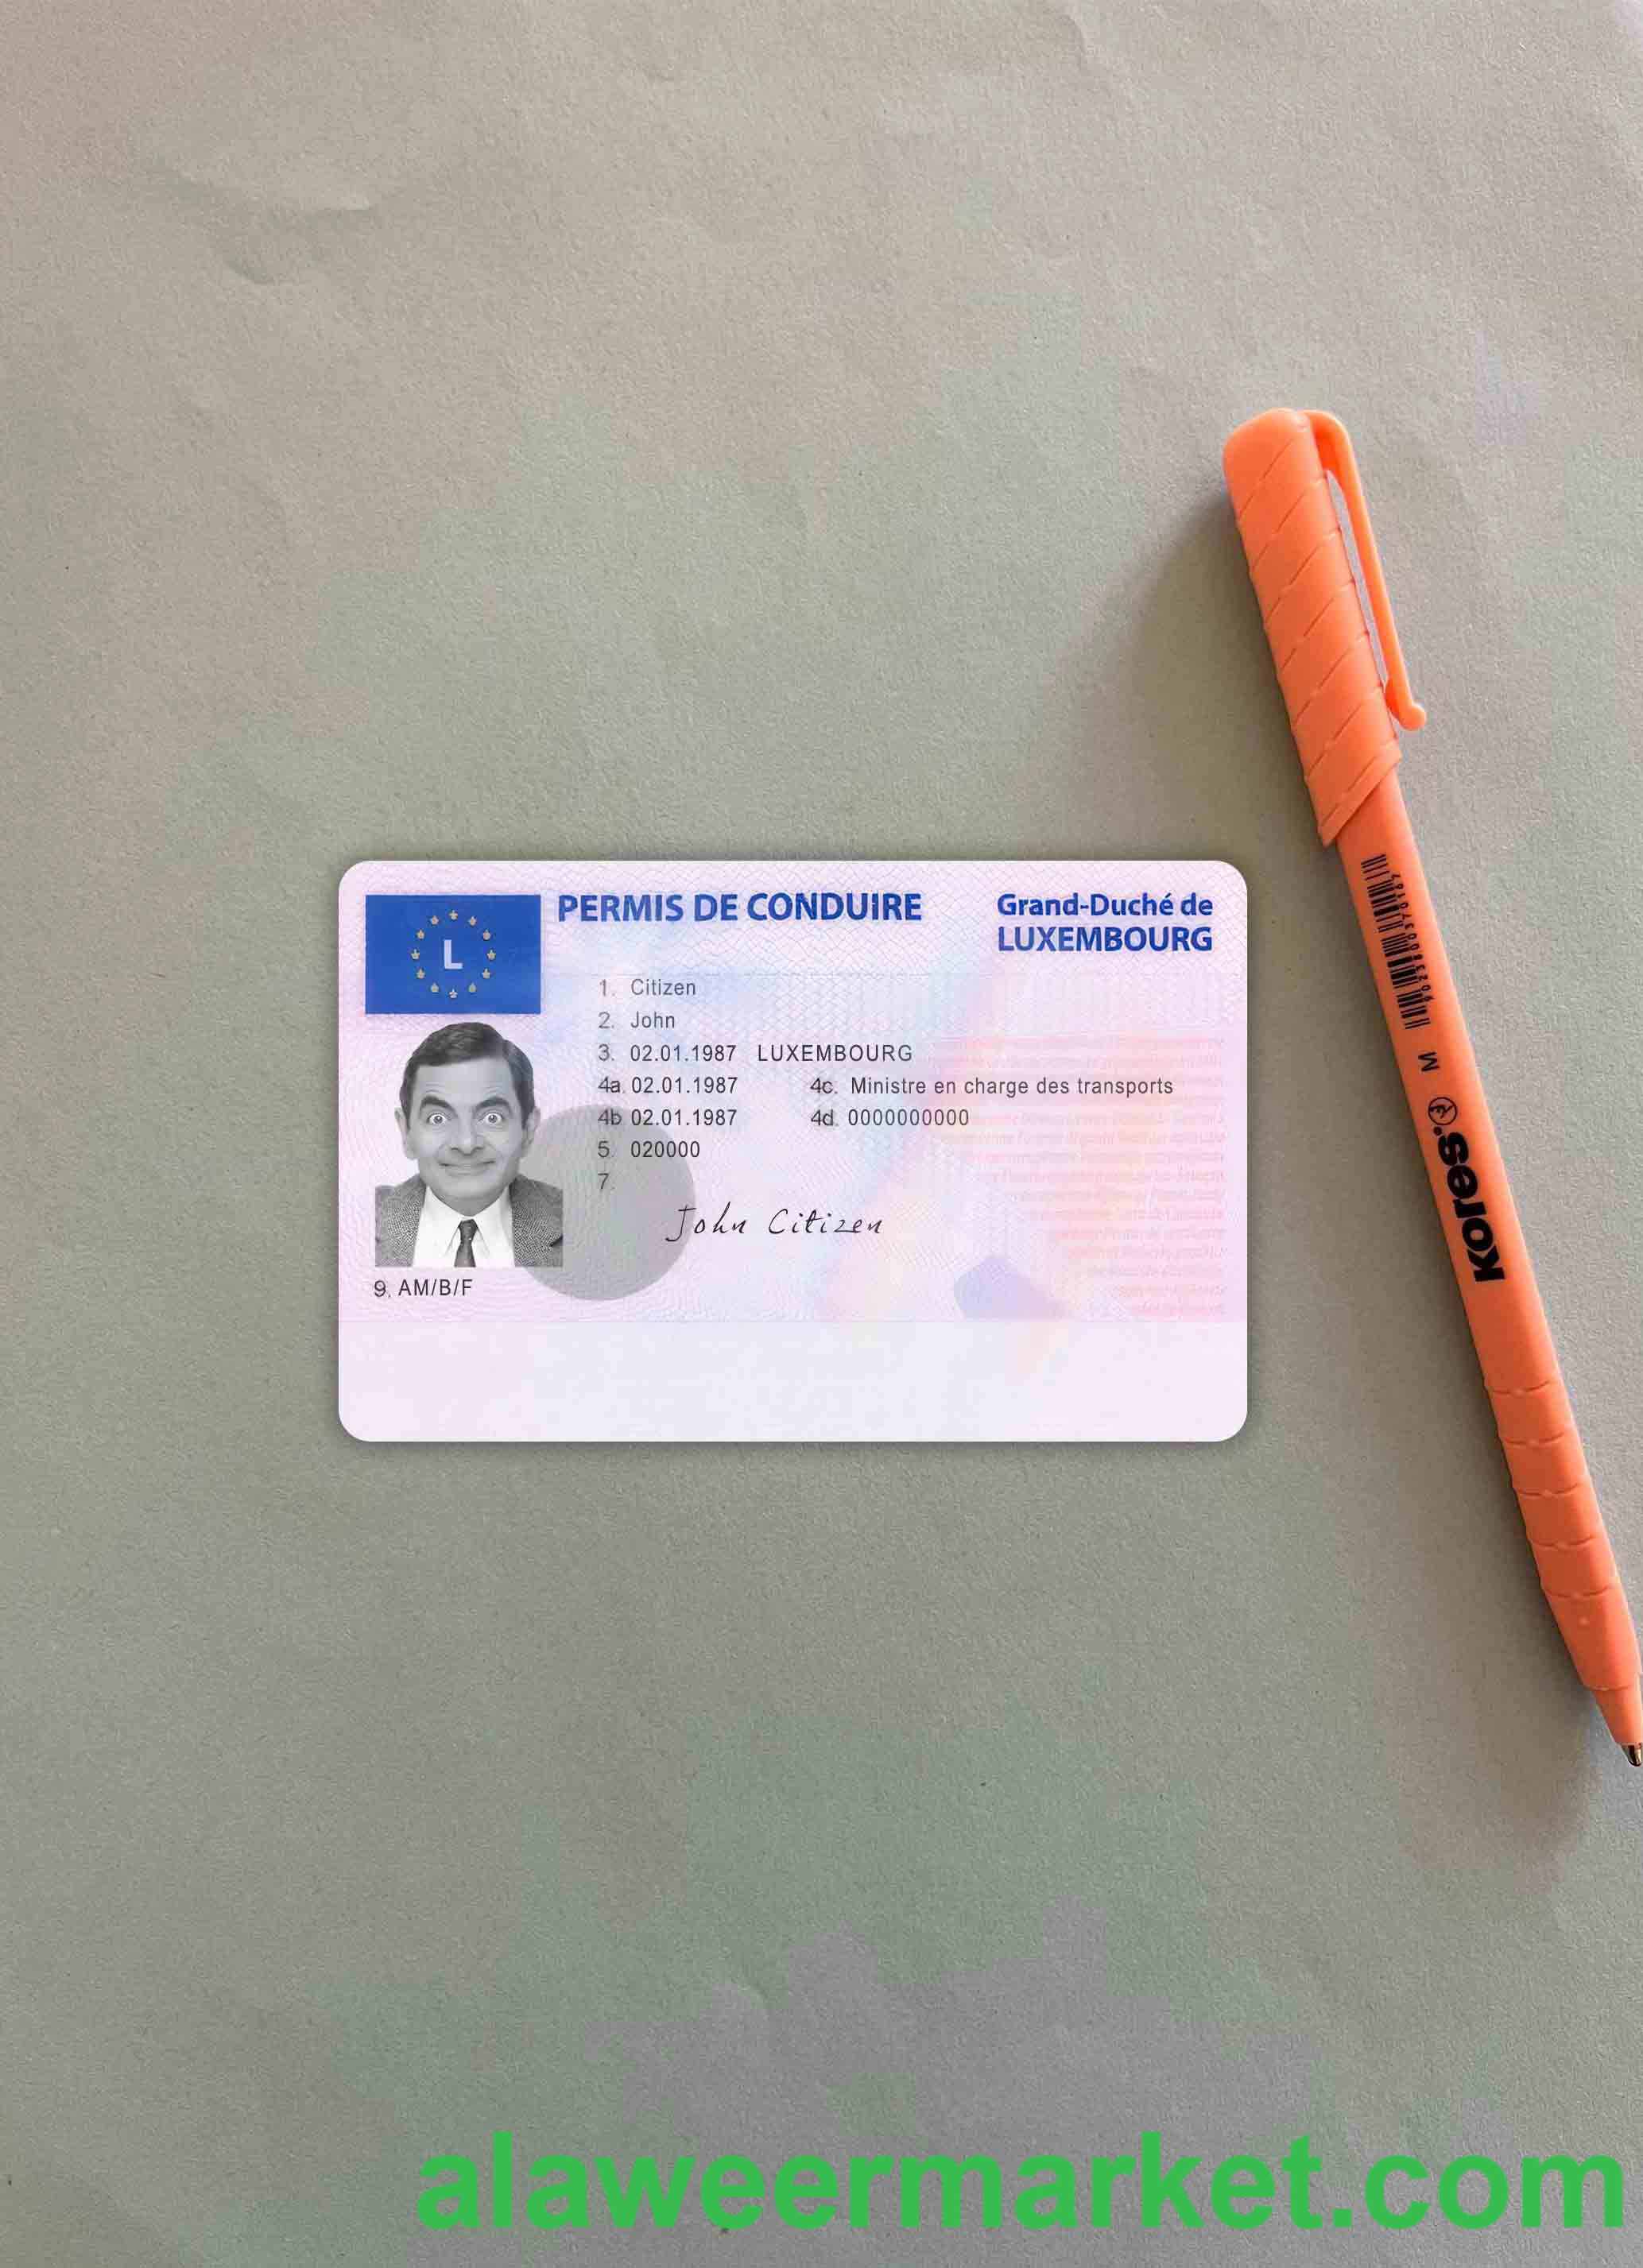 L
PERMIS DE CONDUIRE
Grand-Duché de
LUXEMBOURG
1. Citizen
2. John
3. 02.01.1987 LUXEMBOURG
4a. 02.01.1987 4c. Ministre en charge des transports
4b 02.01.1987 4d. 0000000000
5. 020000
7.
John Citizen
9. AM/B/F
M
Kores
alaweermarket.com